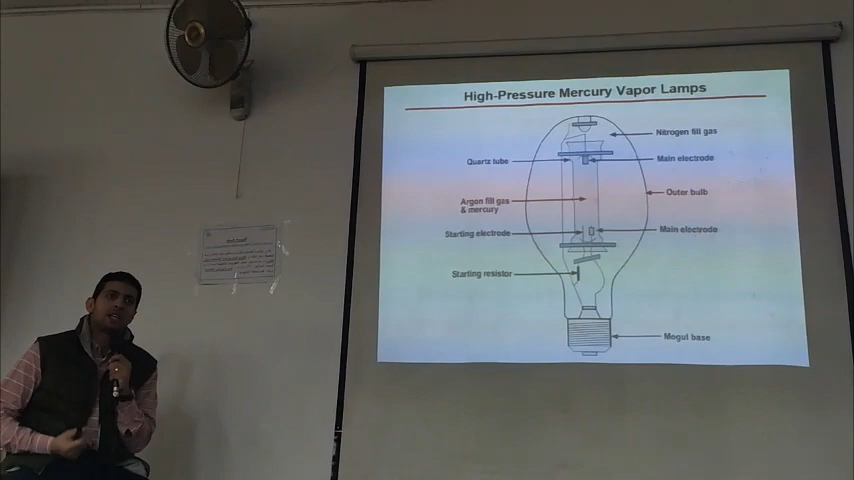 High-Pressure Mercury Vapor Lamps
Nitrogen fill gas
Quartz tube
Main electrode
Outer bulb
Argon fill gas
& mercury
Starting electrode
Main electrode
Starting resistor
Mogul base